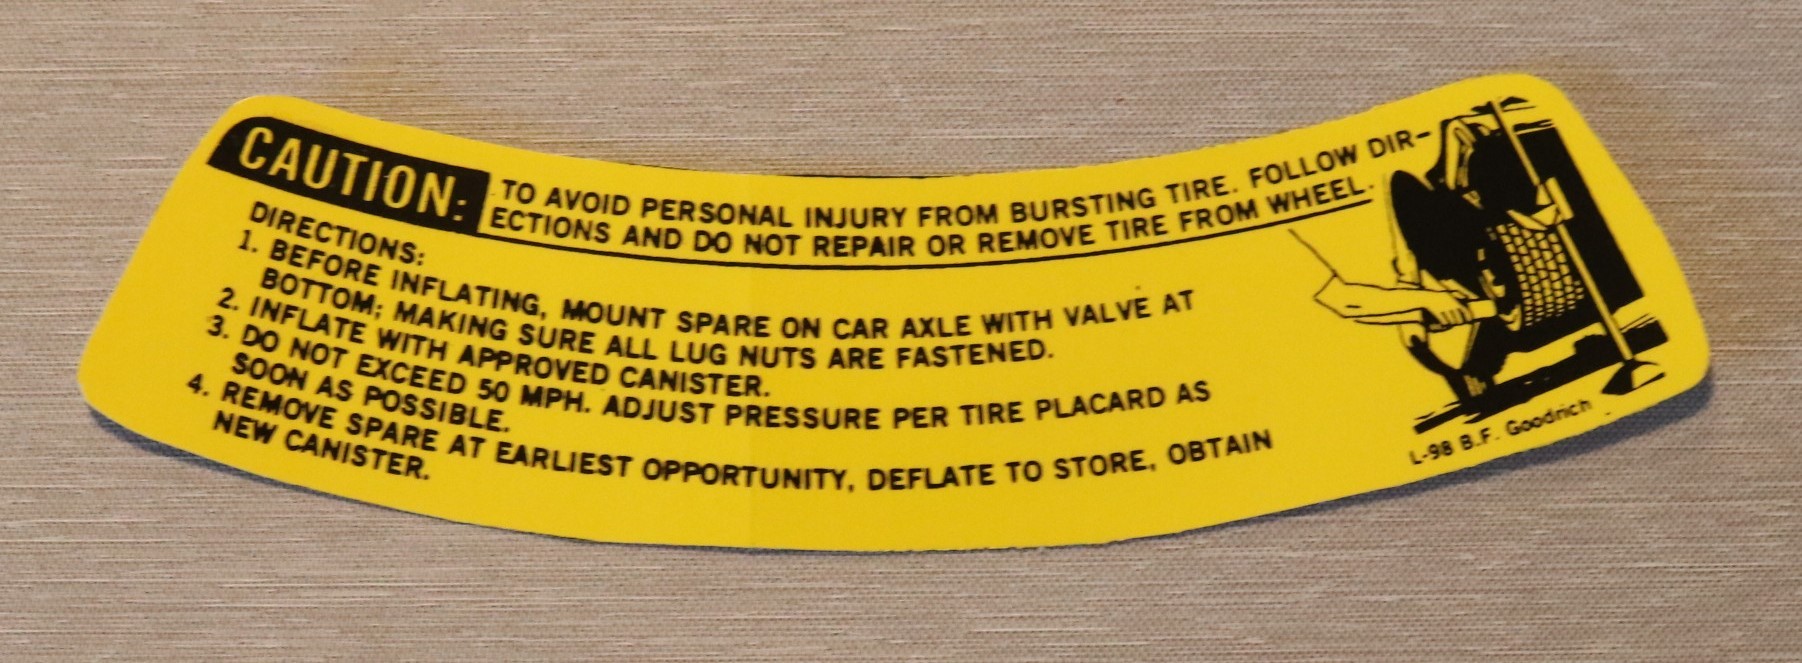 CAUTION: TO AVOID PERSONAL INJURY FROM BURSTING TIRE. FOLLOW DIR-
ECTIONS AND DO NOT REPAIR OR REMOVE TIRE FROM WHEEL.
DIRECTIONS:
1. BEFORE INFLATING, MOUNT SPARE ON CAR AXLE WITH VALVE AT
BOTTOM; MAKING SURE ALL LUG NUTS ARE FASTENED.
2. INFLATE WITH APPROVED CANISTER.
3. DO NOT EXCEED 50 MPH. ADJUST PRESSURE PER TIRE PLACARD AS
SOON AS POSSIBLE.
4. REMOVE SPARE AT EARLIEST OPPORTUNITY, DEFLATE TO STORE, OBTAIN
NEW CANISTER.
L-98 B.F. Goodrich